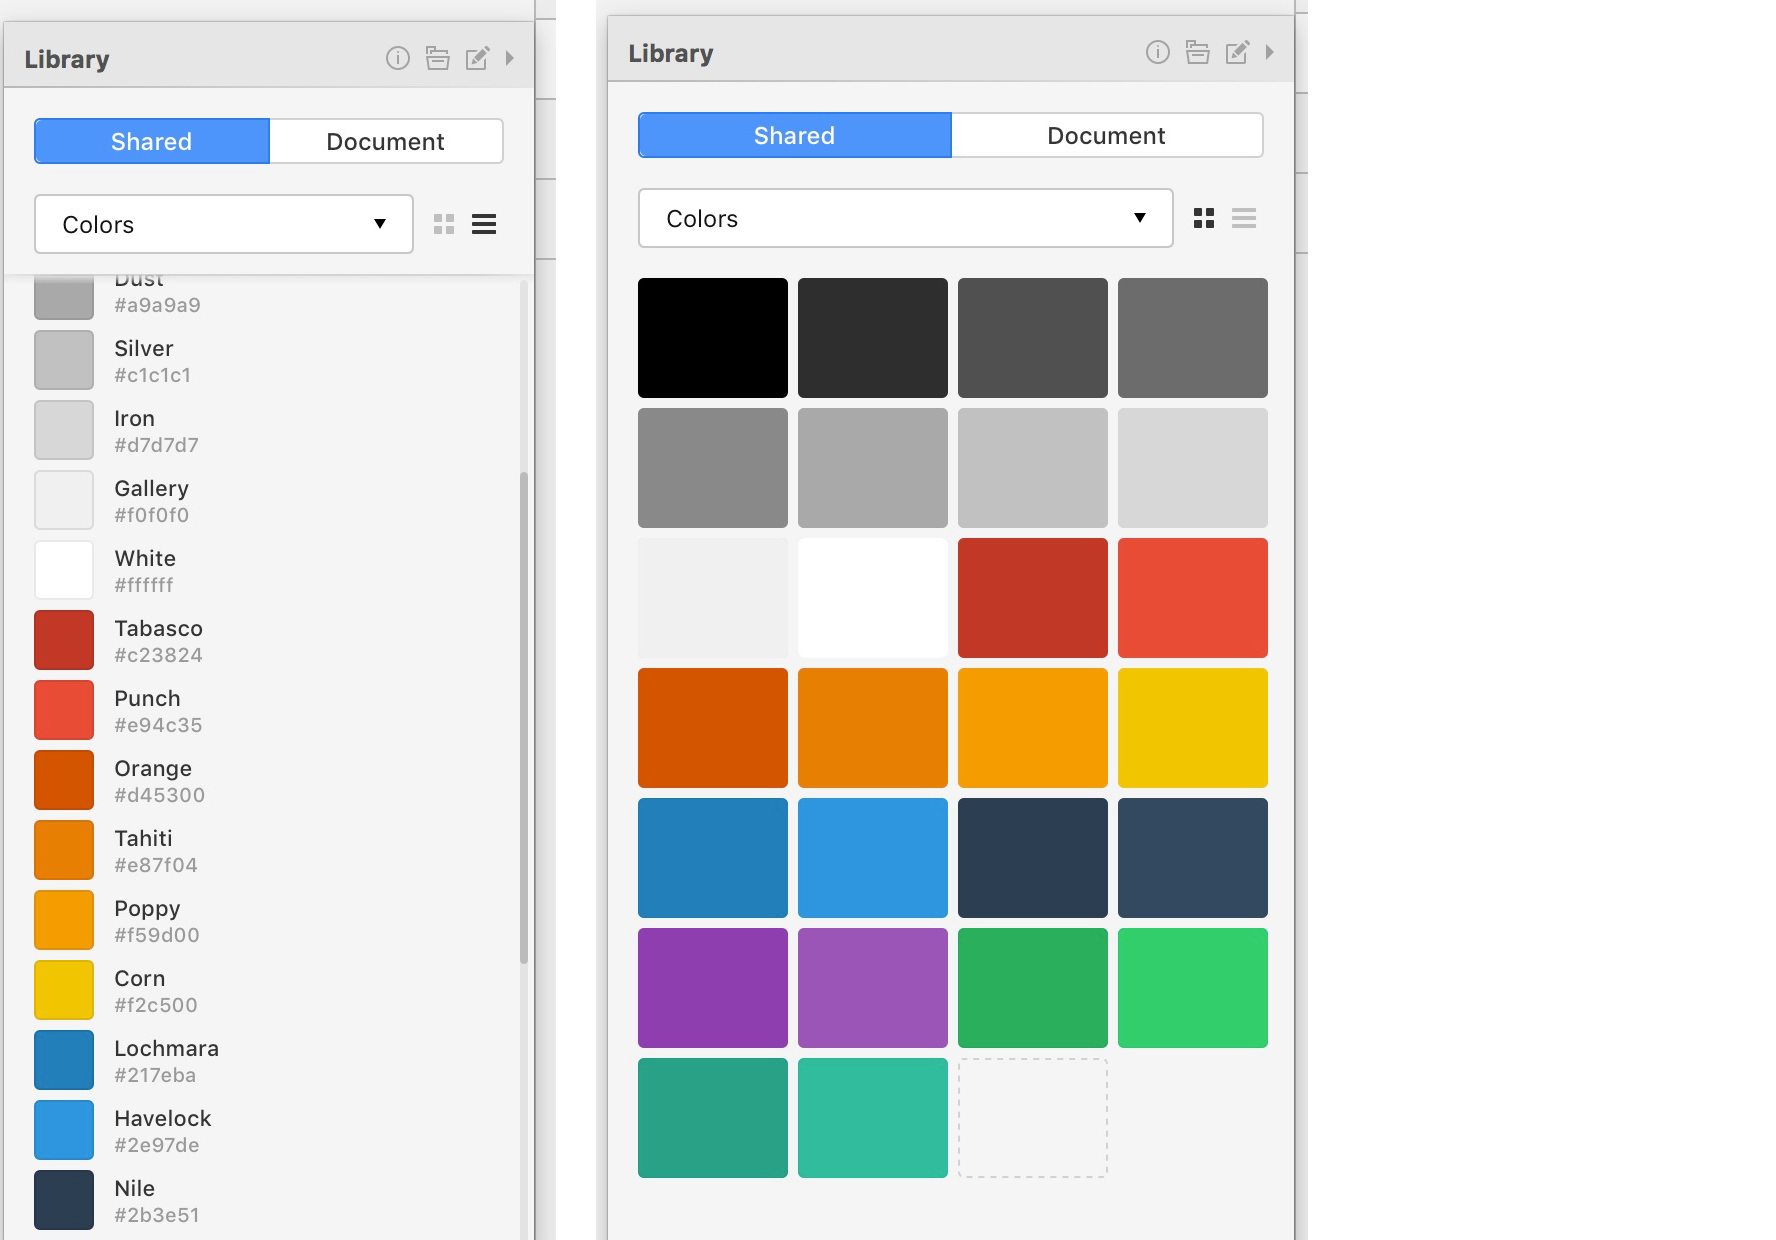 Library
Shared
Document
Colors
Dust
#a9a9a9
Silver
#c1c1c1
Iron
#d7d7d7
Gallery
#f0f0f0
White
#ffffff
Tabasco
#c23824
Punch
#e94c35
Orange
#d45300
Tahiti
#e87f04
Poppy
#f59d00
Corn
#f2c500
Lochmara
#217eba
Havelock
#2e97de
Nile
#2b3e51
Library
Shared
Document
Colors